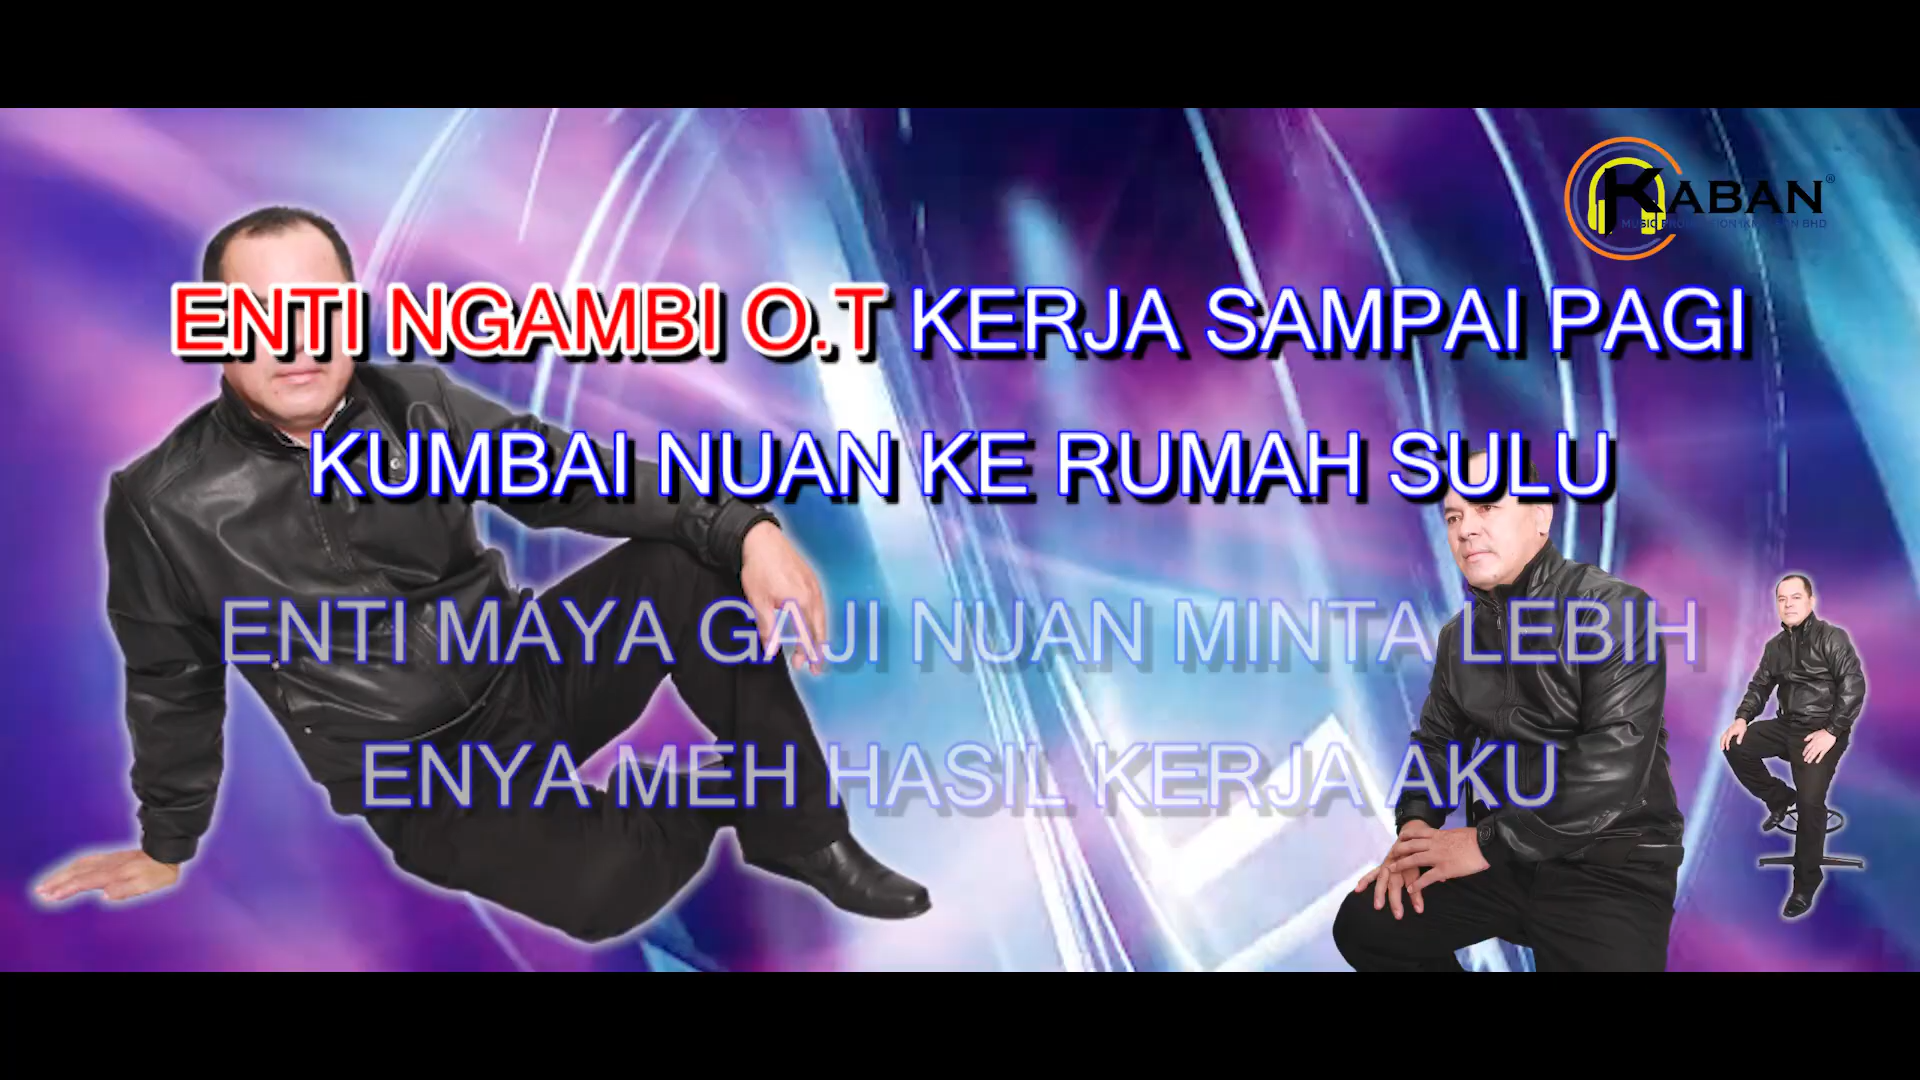 KABAN®
ENTI NGAMBI O.T KERJA SAMPAI PAGI
KUMBAI NUAN KE RUMAH SULU
ENTI MAYA GAJI NUAN MINTA LEBIH
ENYA MEH HASIL KERJA AKU